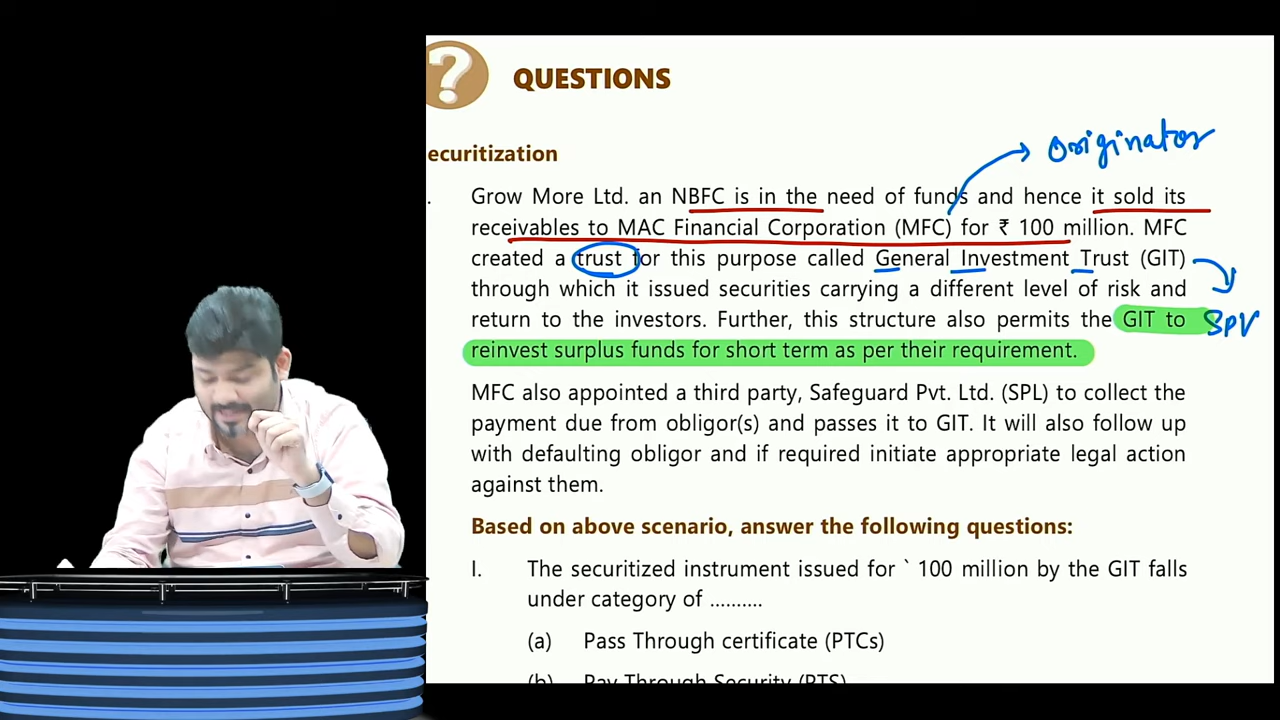 ?
QUESTIONS
ecuritization
Originator
. Grow More Ltd. an NBFC is in the need of funds and hence it sold its
receivables to MAC Financial Corporation (MFC) for ₹ 100 million. MFC
created a trust for this purpose called General Investment Trust (GIT)
through which it issued securities carrying a different level of risk and
return to the investors. Further, this structure also permits the GIT to
SPV
reinvest surplus funds for short term as per their requirement.
MFC also appointed a third party, Safeguard Pvt. Ltd. (SPL) to collect the
payment due from obligor(s) and passes it to GIT. It will also follow up
with defaulting obligor and if required initiate appropriate legal action
against them.
Based on above scenario, answer the following questions:
I. The securitized instrument issued for ` 100 million by the GIT falls
under category of ..........
(a) Pass Through certificate (PTCs)
(b) Pay Through Security (PTS)